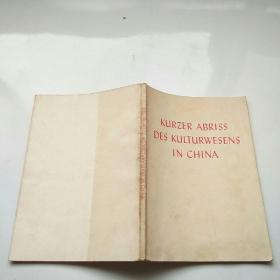 KURZER ABRISS
DES KULTURWESENS
IN CHINA